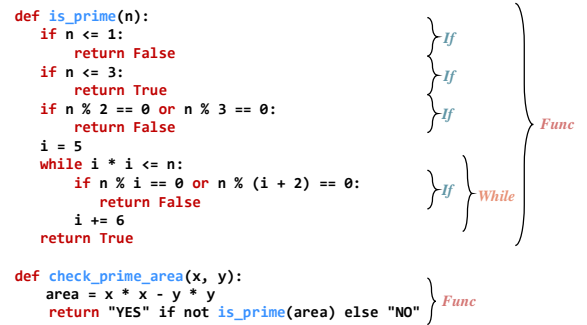 def is_prime(n):
if n <= 1: If
return False
if n <= 3: If
return True
if n % 2 == 0 or n % 3 == 0: If
return False Func
i = 5
while i * i <= n:
if n % i == 0 or n % (i + 2) == 0: If While
return False
i += 6
return True
def check_prime_area(x, y):
area = x * x - y * y Func
return "YES" if not is_prime(area) else "NO"